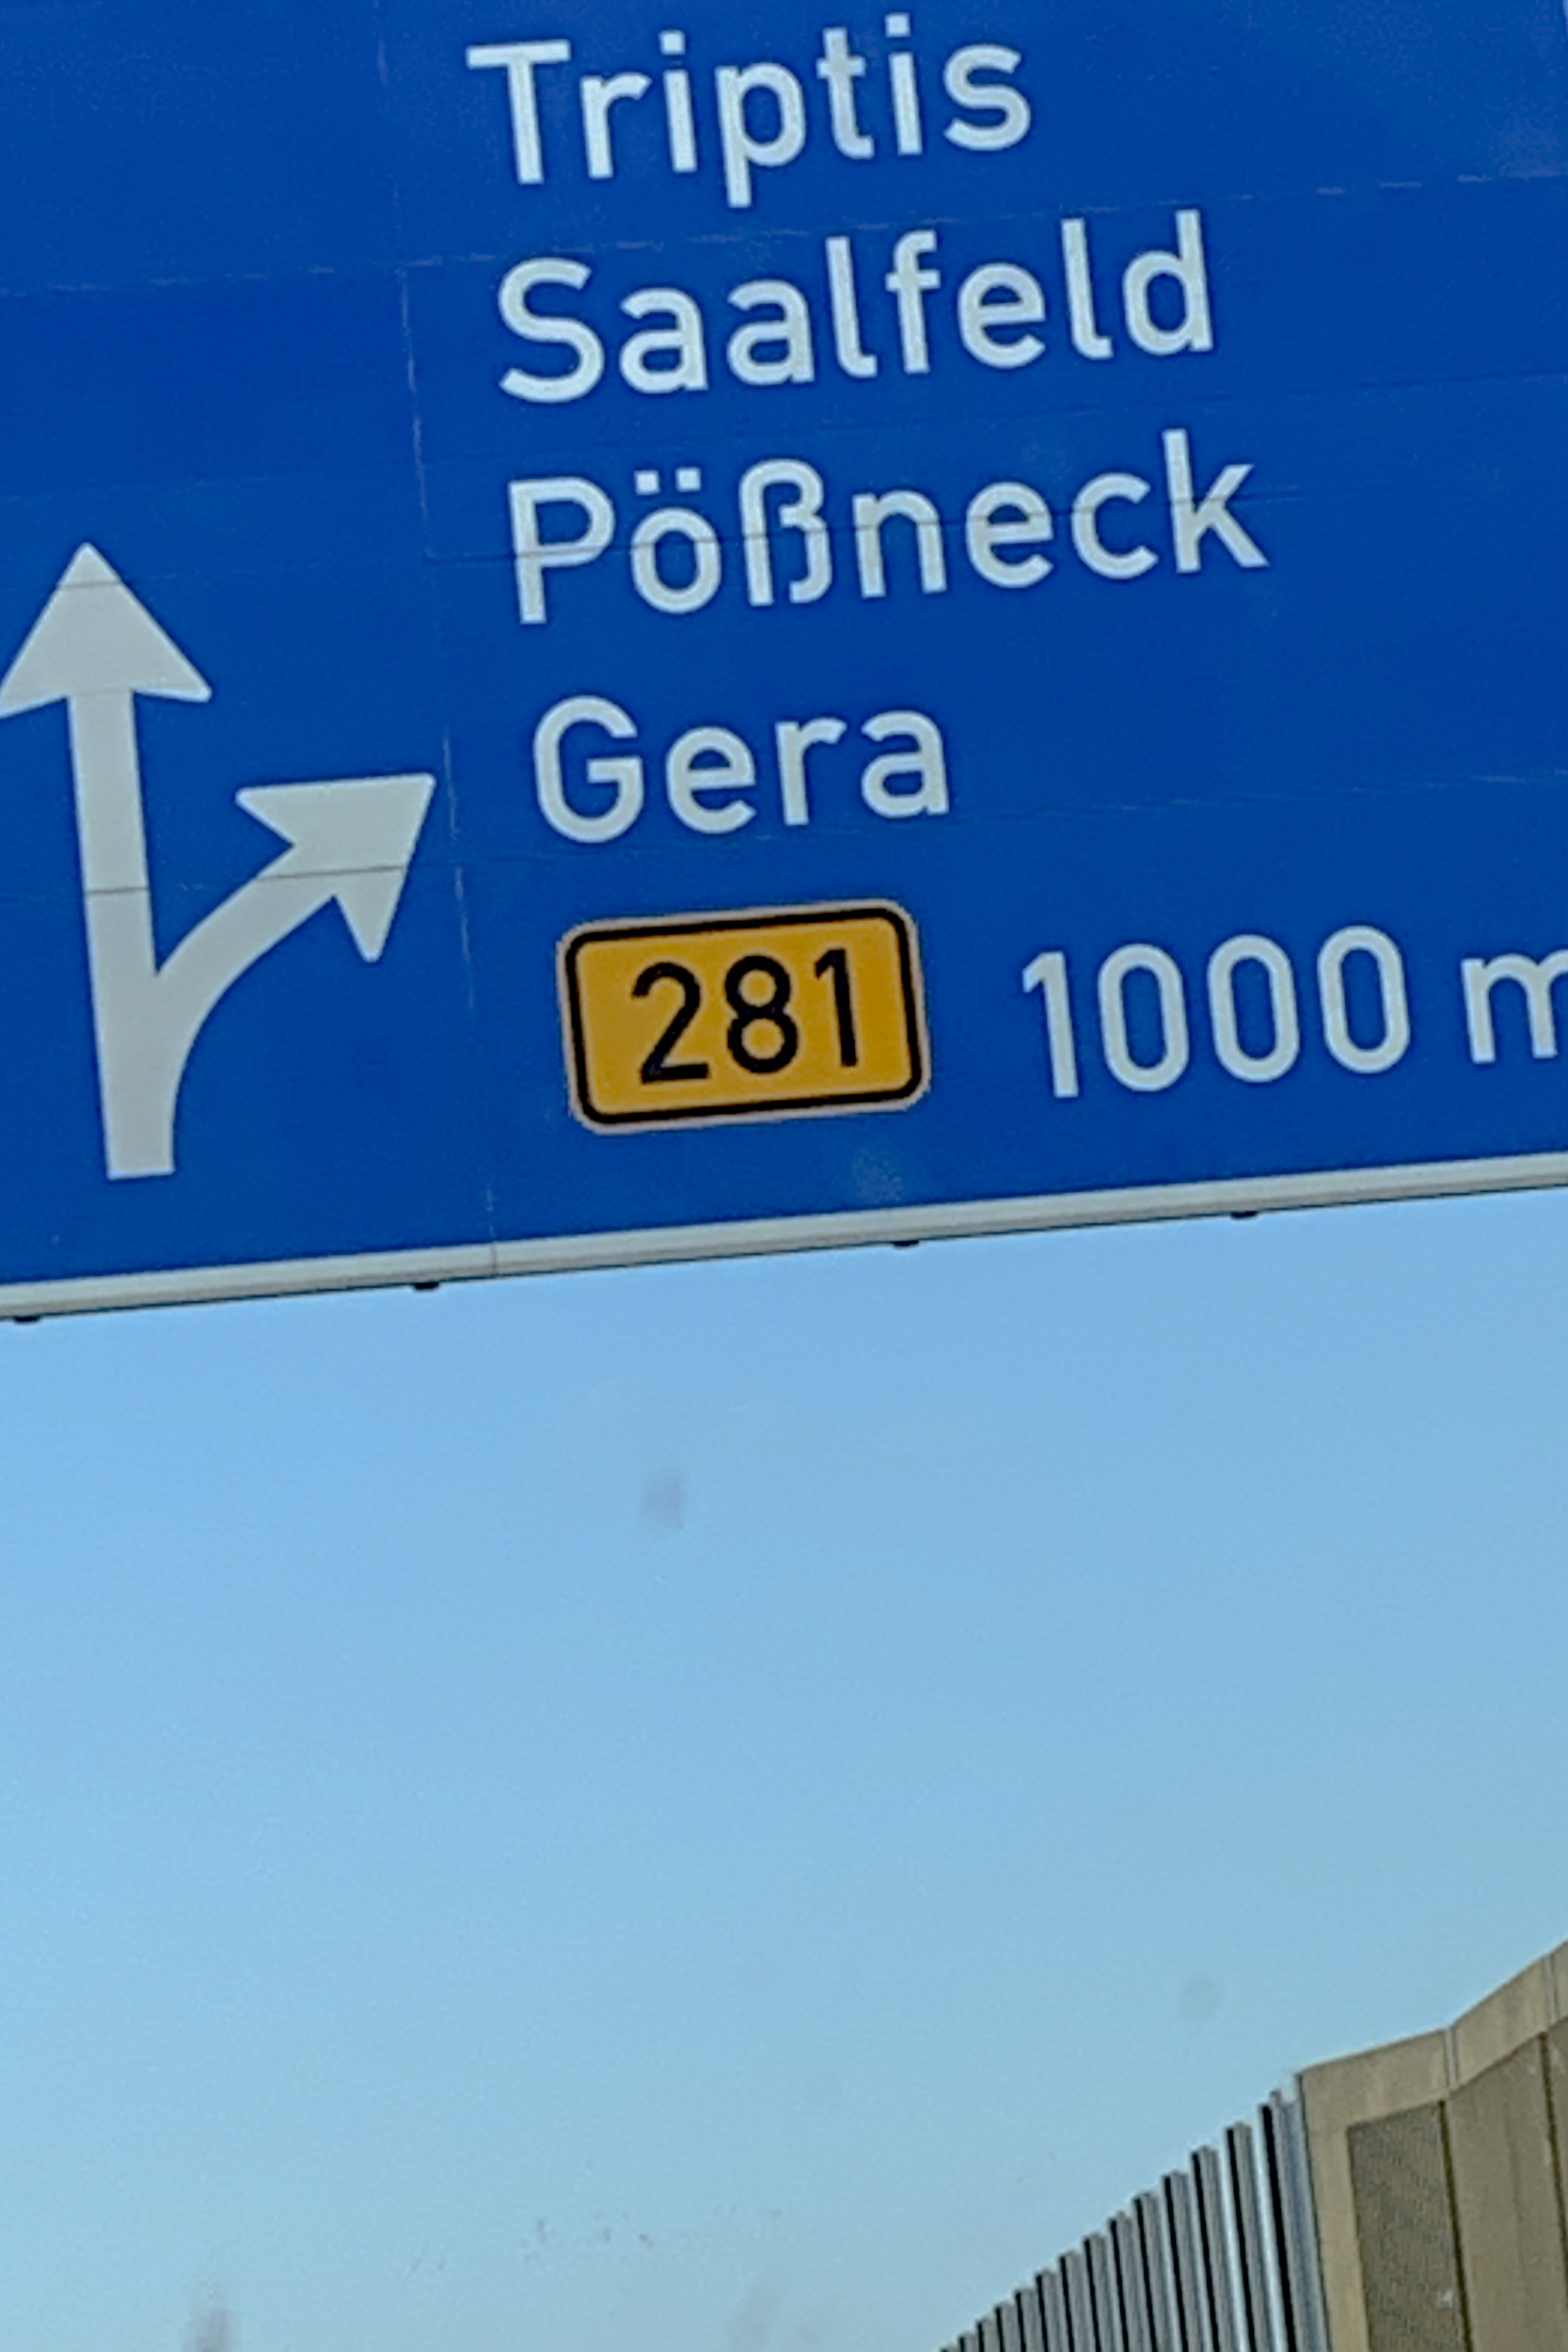 Triptis
Saalfeld
Pößneck
Gera
281 1000 m